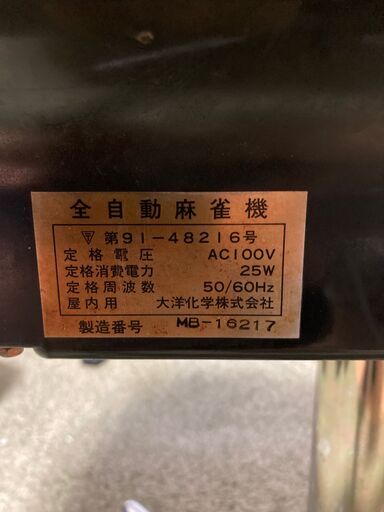 全自動麻雀機
第91-48216号
定格電圧 AC100V
定格消費電力 25W
定格周波数 50/60Hz
屋内用 大洋化学株式会社
製造番号 MB-16217